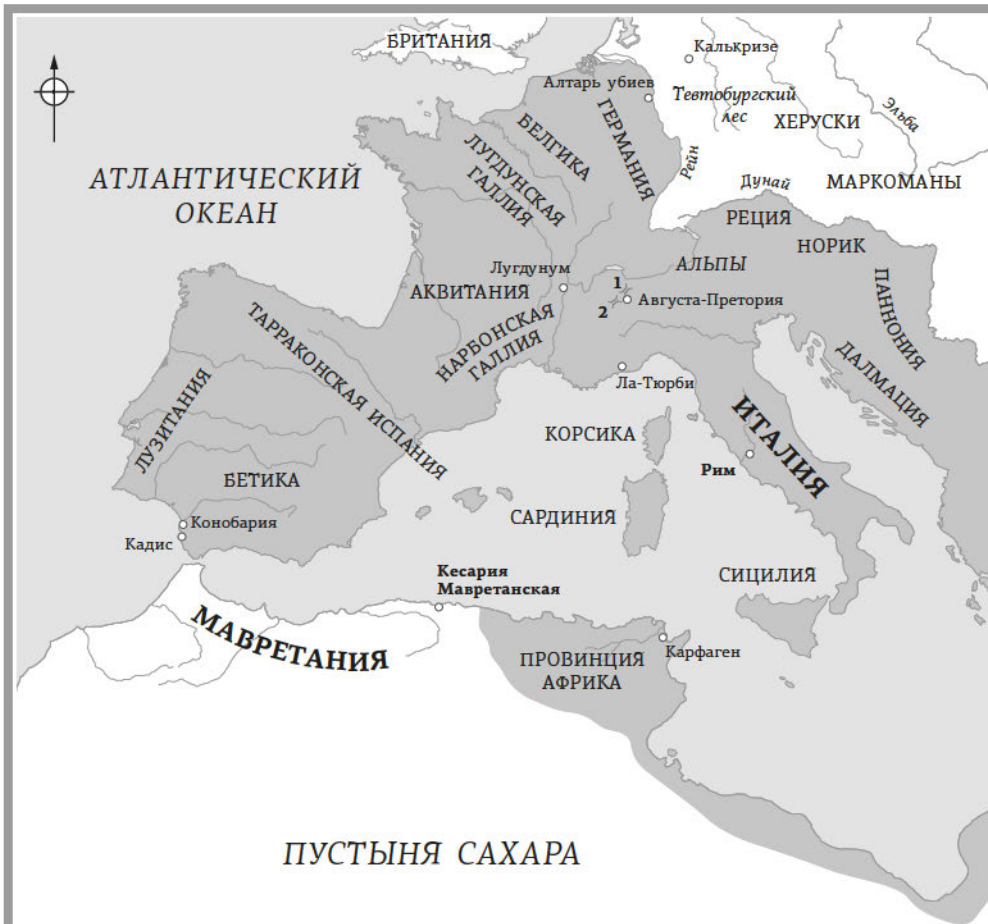 БРИТАНИЯ
Калькризе
Алтарь убиев
Тевтобургский
лес
ХЕРУСКИ
Эльба
БЕЛГИКА
ГЕРМАНИЯ
Рейн
ЛУГДУНСКАЯ
ГАЛЛИЯ
АТЛАНТИЧЕСКИЙ
ОКЕАН
Дунай
МАРКОМАНЫ
РЕЦИЯ
НОРИК
АЛЬПЫ
Лугдунум
1
2
Августа-Претория
АКВИТАНИЯ
ПАННОНИЯ
НАРБОНСКАЯ
ГАЛЛИЯ
ТАРРАКОНСКАЯ ИСПАНИЯ
Ла-Тюрби
ДАЛМАЦИЯ
ЛУЗИТАНИЯ
КОРСИКА
ИТАЛИЯ
Рим
БЕТИКА
Конобария
Кадис
САРДИНИЯ
СИЦИЛИЯ
Кесария
Мавретанская
МАВРЕТАНИЯ
ПРОВИНЦИЯ
АФРИКА
Карфаген
ПУСТЫНЯ САХАРА